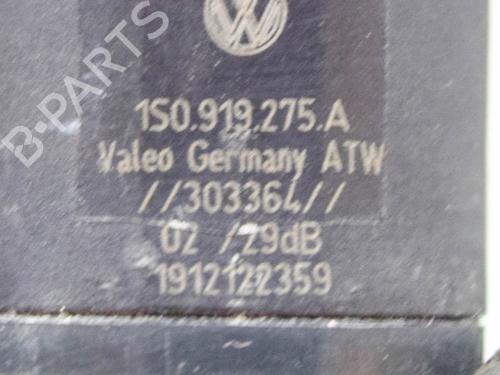 B-PARTS
1S0.919.275.A
Valeo Germany ATW
//303364//
02 /29dB
1912122359